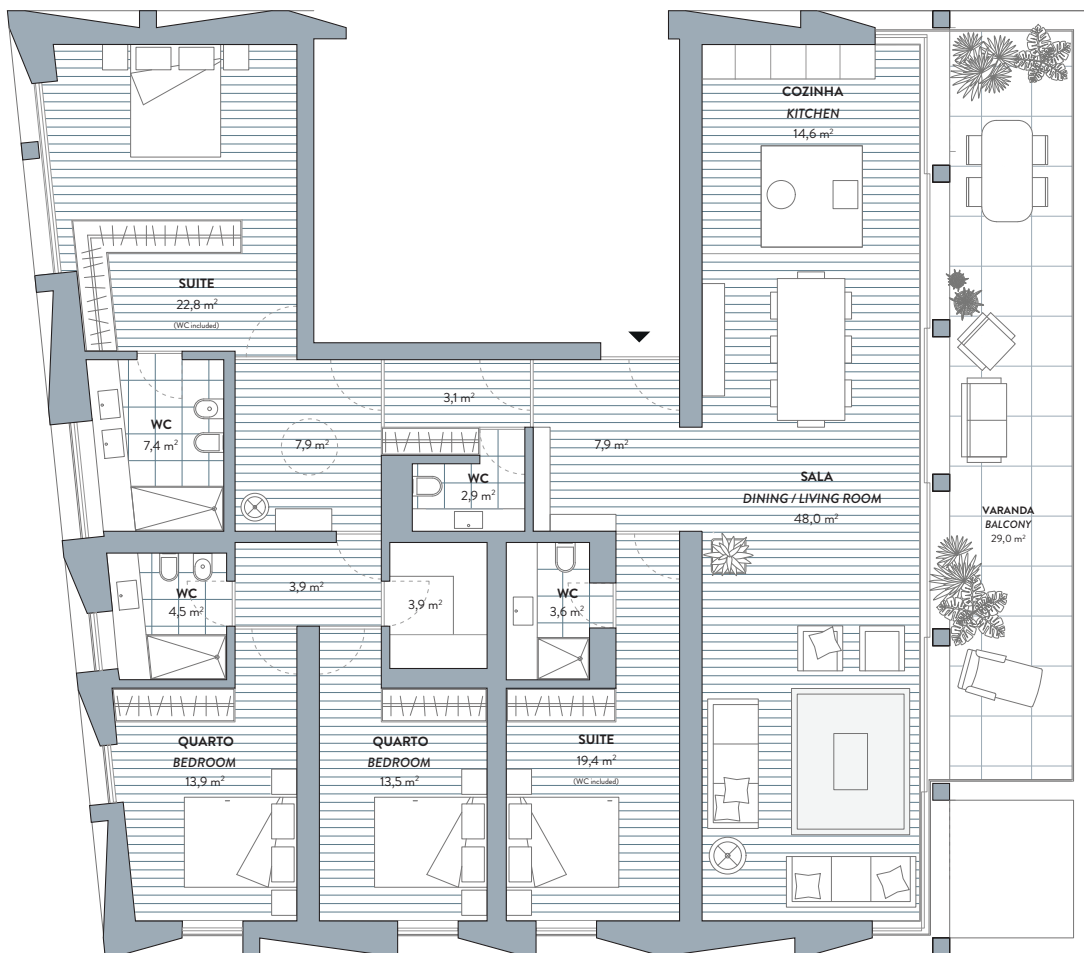 COZINHA
KITCHEN
14,6 m²
SUITE
22,8 m²
(WC included)
3,1 m²
WC
7,4 m²
7,9 m²
7,9 m²
WC
2,9 m²
SALA
DINING / LIVING ROOM
48,0 m²
VARANDA
BALCONY
29,0 m²
WC
4,5 m²
3,9 m²
3,9 m²
WC
3,6 m²
QUARTO
BEDROOM
13,9 m²
QUARTO
BEDROOM
13,5 m²
SUITE
19,4 m²
(WC included)